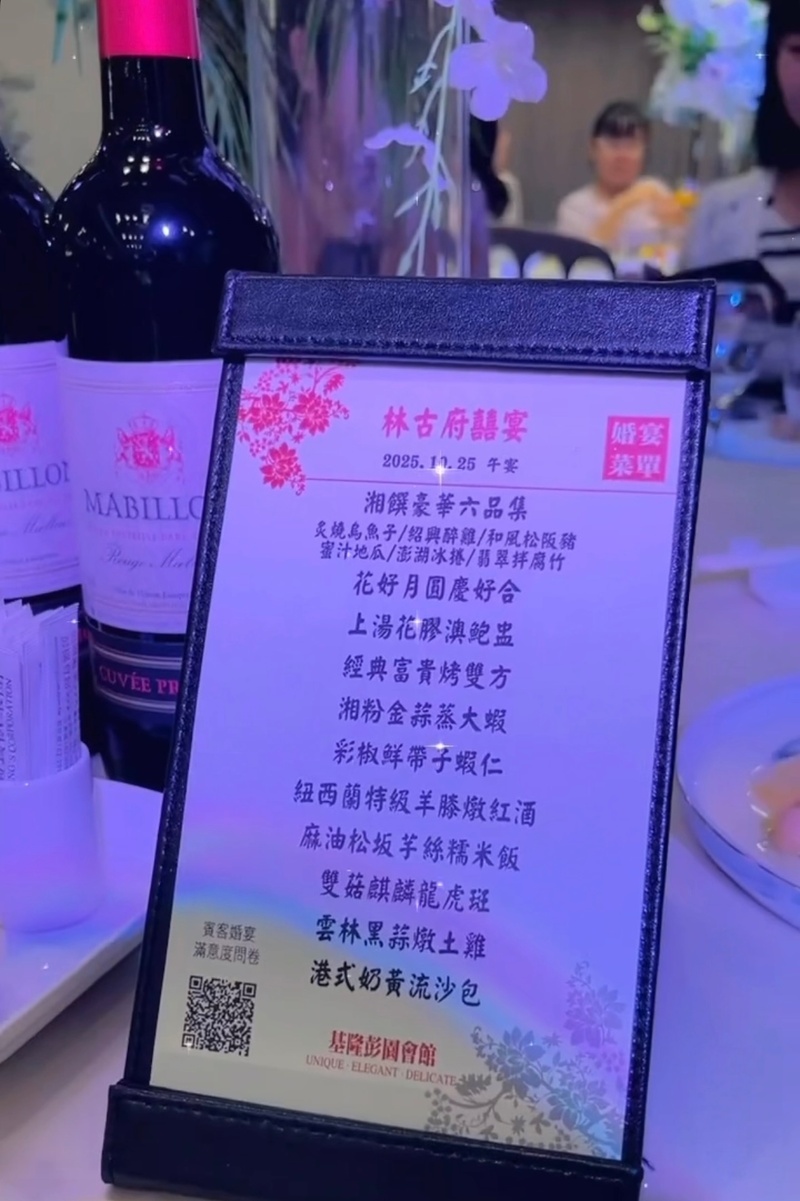 林古府囍宴
婚宴
菜單
2025.10.25 午宴
湘饌豪華六品集
炙燒烏魚子/紹興醉雞/和風松阪豬
蜜汁地瓜/澎湖冰捲/翡翠拌腐竹
花好月圓慶好合
上湯花膠澳鮑盅
經典富貴烤雙方
湘粉金蒜蒸大蝦
彩椒鮮帶子蝦仁
紐西蘭特級羊膝燉紅酒
麻油松坂芋絲糯米飯
雙菇麒麟龍虎斑
雲林黑蒜燉土雞
港式奶黃流沙包
賓客婚宴
滿意度問卷
基隆彭園會館
UNIQUE · ELEGANT · DELICATE
MABILLO
CUVÉE PR
BILLON